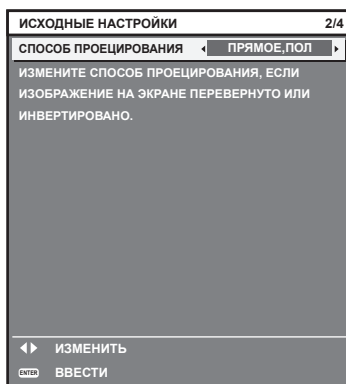 ИСХОДНЫЕ НАСТРОЙКИ 2/4
СПОСОБ ПРОЕЦИРОВАНИЯ ПРЯМОЕ,ПОЛ
ИЗМЕНИТЕ СПОСОБ ПРОЕЦИРОВАНИЯ, ЕСЛИ
ИЗОБРАЖЕНИЕ НА ЭКРАНЕ ПЕРЕВЕРНУТО ИЛИ
ИНВЕРТИРОВАНО.
ИЗМЕНИТЬ
ENTER ВВЕСТИ